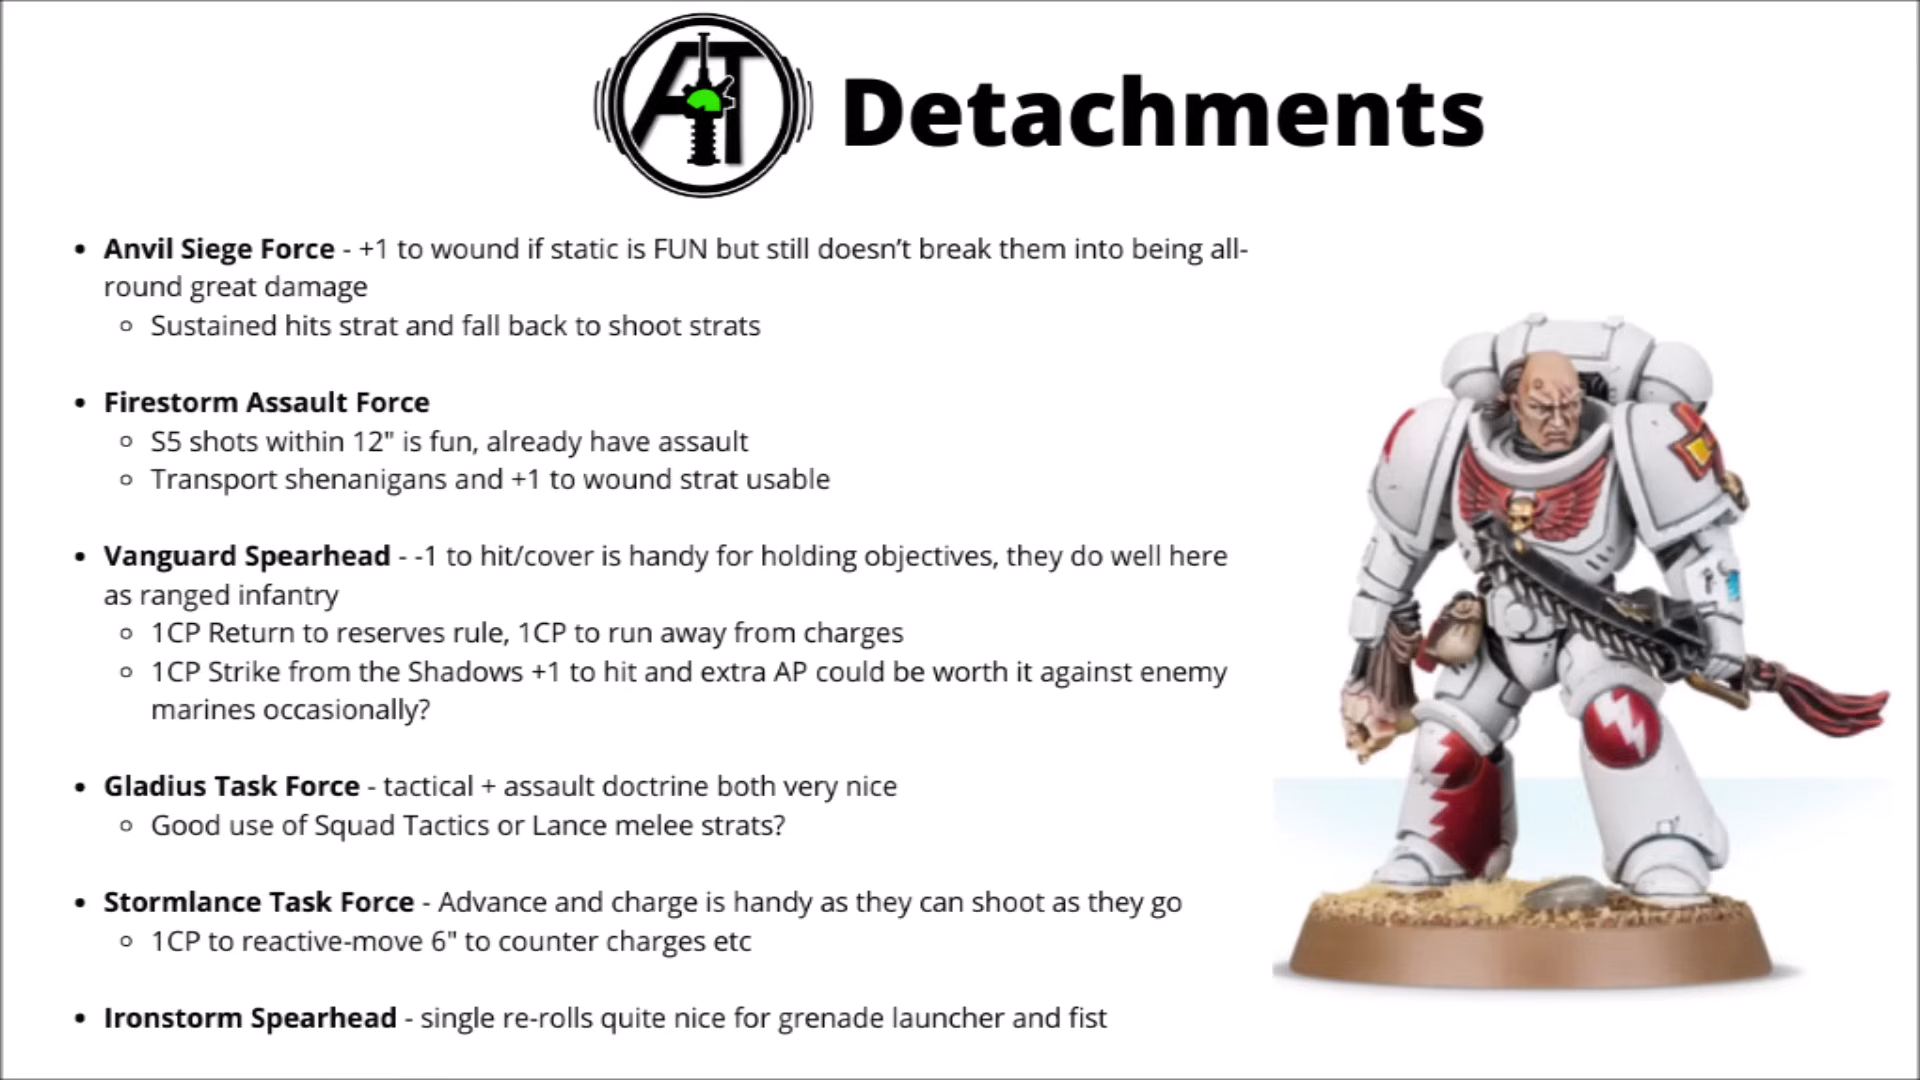 AT
Detachments
• Anvil Siege Force - +1 to wound if static is FUN but still doesn't break them into being all-
round great damage
◦ Sustained hits strat and fall back to shoot strats
• Firestorm Assault Force
◦ S5 shots within 12" is fun, already have assault
◦ Transport shenanigans and +1 to wound strat usable
• Vanguard Spearhead - -1 to hit/cover is handy for holding objectives, they do well here
as ranged infantry
◦ 1CP Return to reserves rule, 1CP to run away from charges
◦ 1CP Strike from the Shadows +1 to hit and extra AP could be worth it against enemy
marines occasionally?
• Gladius Task Force - tactical + assault doctrine both very nice
◦ Good use of Squad Tactics or Lance melee strats?
• Stormlance Task Force - Advance and charge is handy as they can shoot as they go
◦ 1CP to reactive-move 6" to counter charges etc
• Ironstorm Spearhead - single re-rolls quite nice for grenade launcher and fist